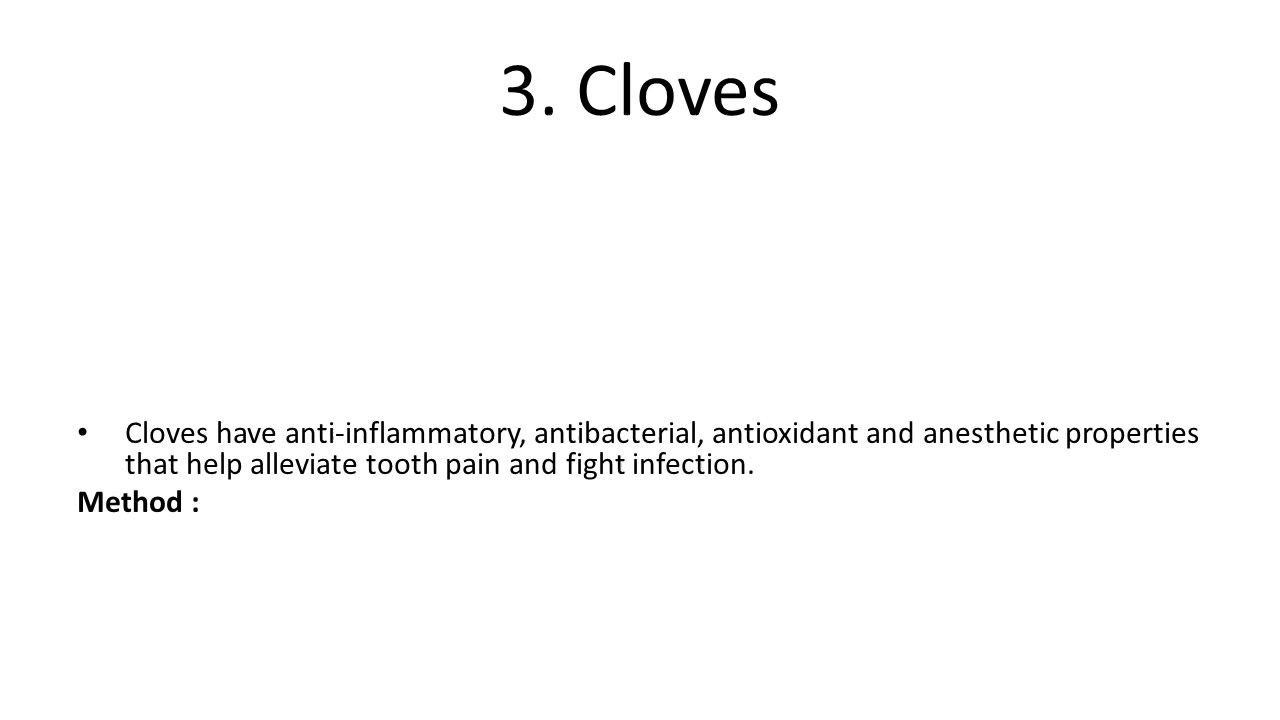 3. Cloves
• Cloves have anti-inflammatory, antibacterial, antioxidant and anesthetic properties
that help alleviate tooth pain and fight infection.
Method :